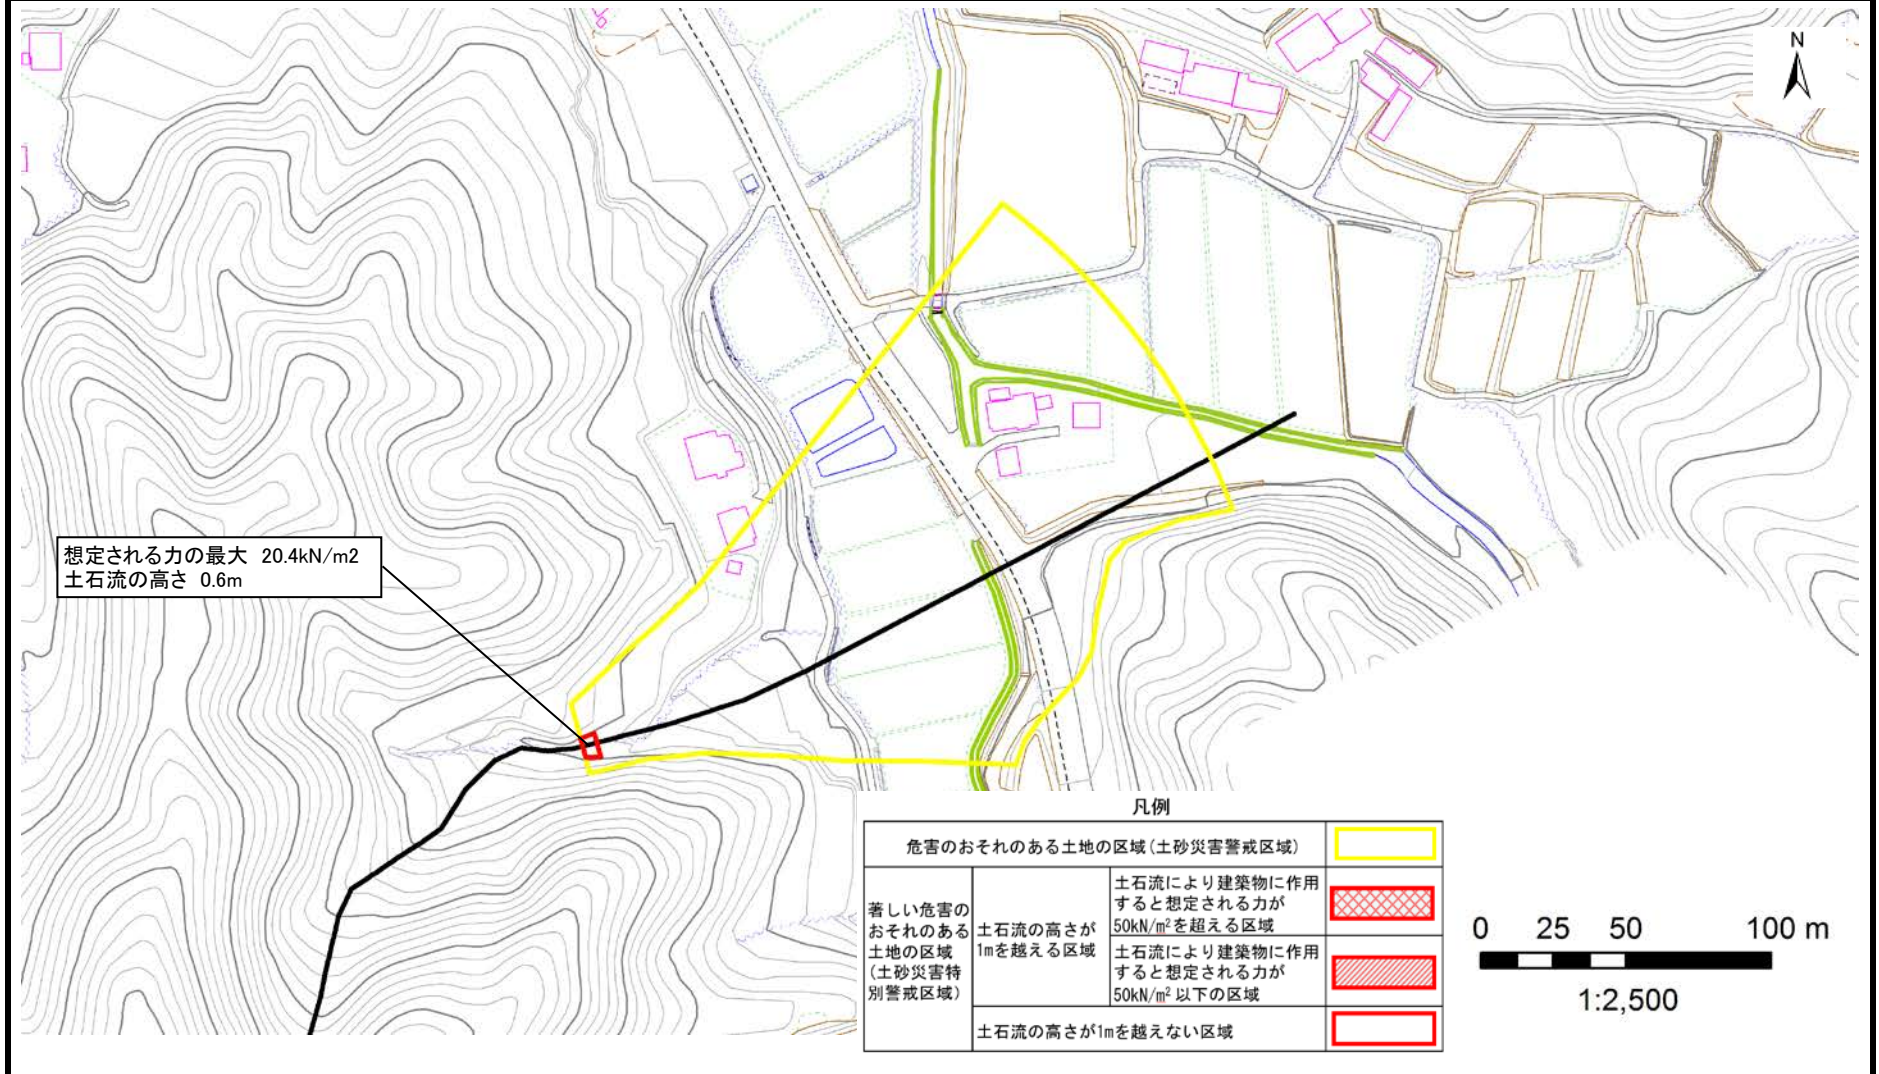 N
想定される力の最大 20.4kN/m2
土石流の高さ 0.6m
凡例
危害のおそれのある土地の区域(土砂災害警戒区域)
著しい危害の
おそれのある
土地の区域
(土砂災害特
別警戒区域)
土石流の高さが
1mを越える区域
土石流により建築物に作用
すると想定される力が
50kN/㎡を超える区域
土石流により建築物に作用
すると想定される力が
50kN/㎡以下の区域
土石流の高さが1mを越えない区域
0 25 50 100 m
1:2,500